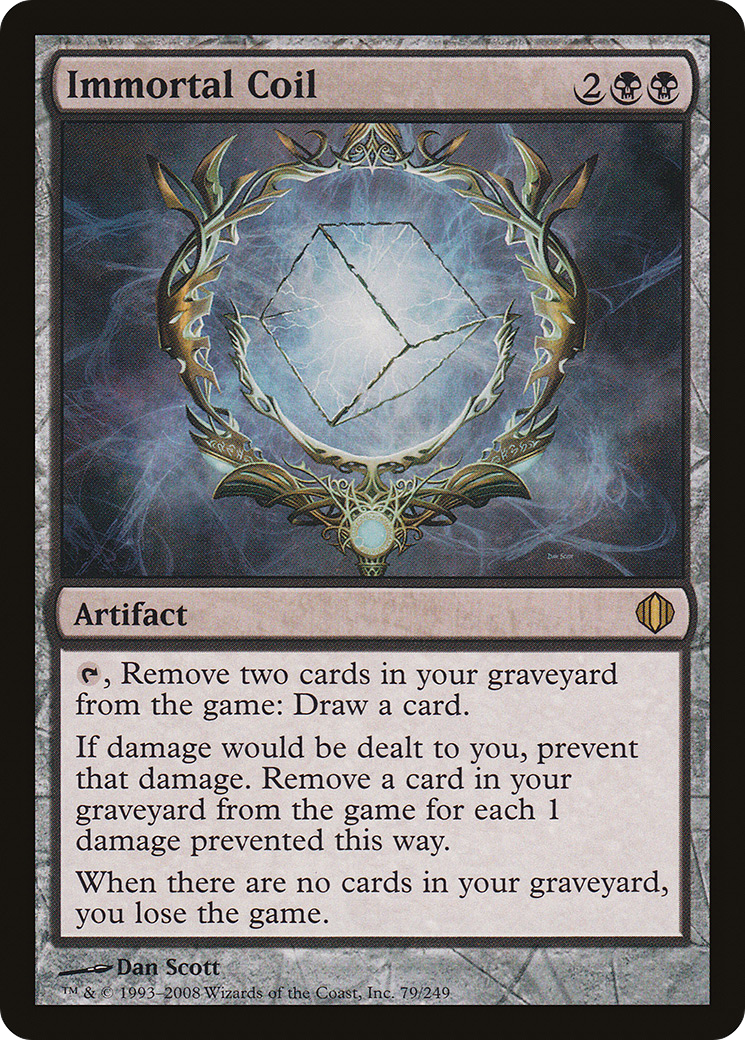 Immortal Coil 2
Dan Scott
Artifact
, Remove two cards in your graveyard
from the game: Draw a card.
If damage would be dealt to you, prevent
that damage. Remove a card in your
graveyard from the game for each 1
damage prevented this way.
When there are no cards in your graveyard,
you lose the game.
Dan Scott
™ & © 1993–2008 Wizards of the Coast, Inc. 79/249